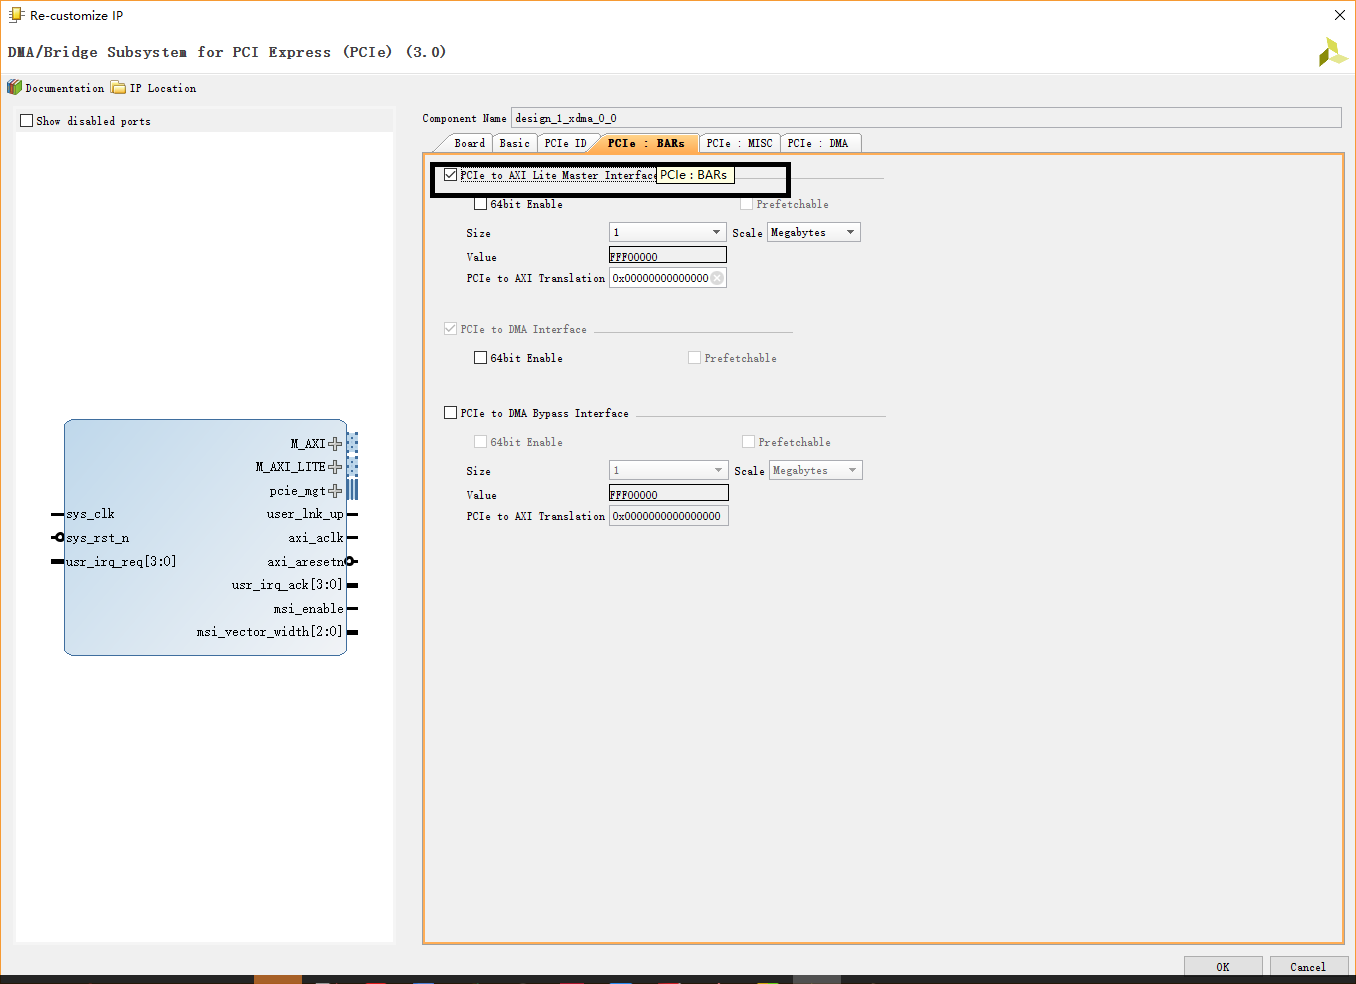 Re-customize IP
DMA/Bridge Subsystem for PCI Express (PCIe) (3.0)
Documentation IP Location
Show disabled ports
Component Name design_1_xdma_0_0
Board Basic PCIe ID PCIe : BARs PCIe : MISC PCIe : DMA
PCIe to AXI Lite Master Interface PCIe : BARs
64bit Enable Prefetchable
Size 1 Scale Megabytes
Value FFF00000
PCIe to AXI Translation 0x00000000000000
PCIe to DMA Interface
64bit Enable Prefetchable
PCIe to DMA Bypass Interface
64bit Enable Prefetchable
Size 1 Scale Megabytes
Value FFF00000
PCIe to AXI Translation 0x0000000000000000
M_AXI
M_AXI_LITE
pcie_mgt
sys_clk user_lnk_up
sys_rst_n axi_aclk
usr_irq_req[3:0] axi_aresetn
usr_irq_ack[3:0]
msi_enable
msi_vector_width[2:0]
OK Cancel